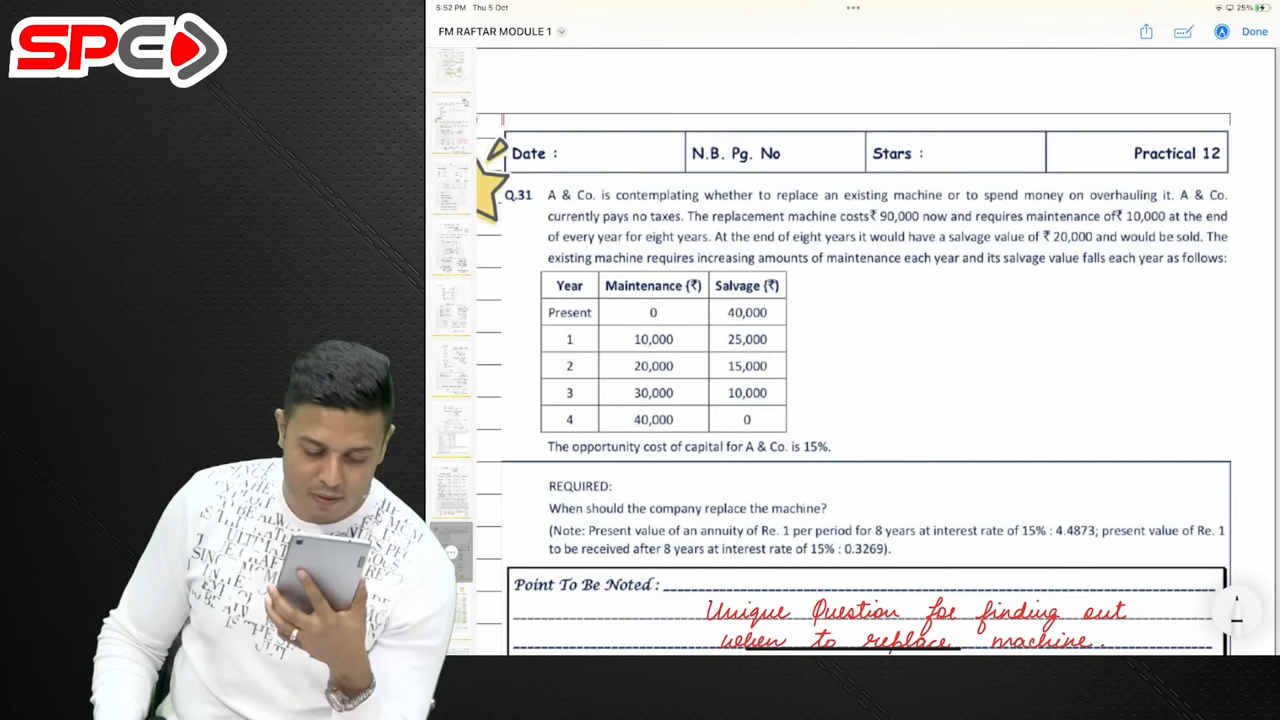 SPC
5:52 PM Thu 5 Oct
25%
FM RAFTAR MODULE 1
Done
Date
N.P. g. No
Stars :
Prartical 12
Q.31
A & Co. is contemplating whether to replace an existing machine or to spend money on overhauling it. A & Co.
currently pays no taxes. The replacement machine costs ₹ 90,000 now and requires maintenance of ₹ 10,000 at the end
of every year for eight years. At the end of eight years it would have a salvage value of ₹ 20,000 and would be sold. The
existing machine requires increasing amounts of maintenance each year and its salvage value falls each year as follows:
Year Maintenance (₹) Salvage (₹)
Present 0 40,000
1 10,000 25,000
2 20,000 15,000
3 30,000 10,000
4 40,000 0
The opportunity cost of capital for A & Co. is 15%.
REQUIRED:
When should the company replace the machine?
(Note: Present value of an annuity of Re. 1 per period for 8 years at interest rate of 15% : 4.4873; present value of Re. 1
to be received after 8 years at interest rate of 15% : 0.3269).
Point To Be Noted :
Unique Question for finding out
when to replace machine.